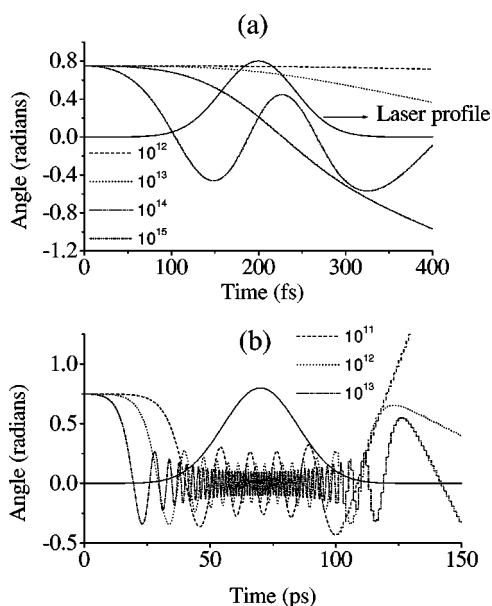 (a)
0.8
0.4
0.0
-0.4
-0.8
-1.2
Angle (radians)
Laser profile
10¹²
10¹³
10¹⁴
10¹⁵
0 100 200 300 400
Time (fs)
(b)
1.0
0.5
0.0
-0.5
Angle (radians)
10¹¹
10¹²
10¹³
0 50 100 150
Time (ps)